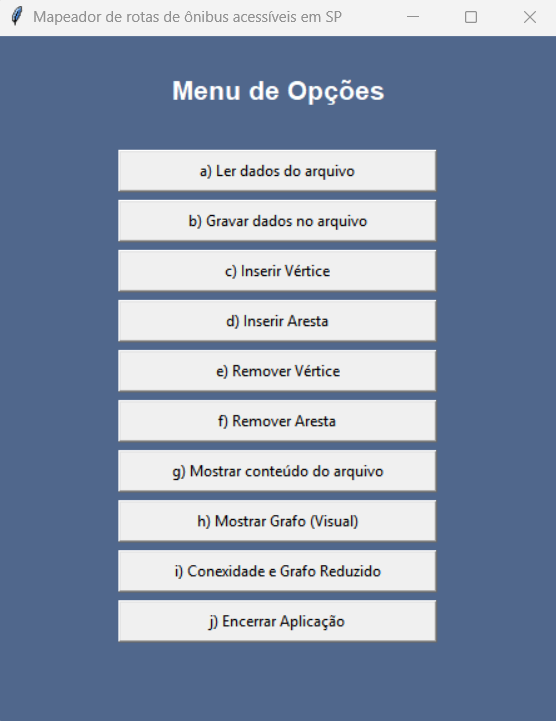 Mapeador de rotas de ônibus acessíveis em SP
Menu de Opções
a) Ler dados do arquivo
b) Gravar dados no arquivo
c) Inserir Vértice
d) Inserir Aresta
e) Remover Vértice
f) Remover Aresta
g) Mostrar conteúdo do arquivo
h) Mostrar Grafo (Visual)
i) Conexidade e Grafo Reduzido
j) Encerrar Aplicação